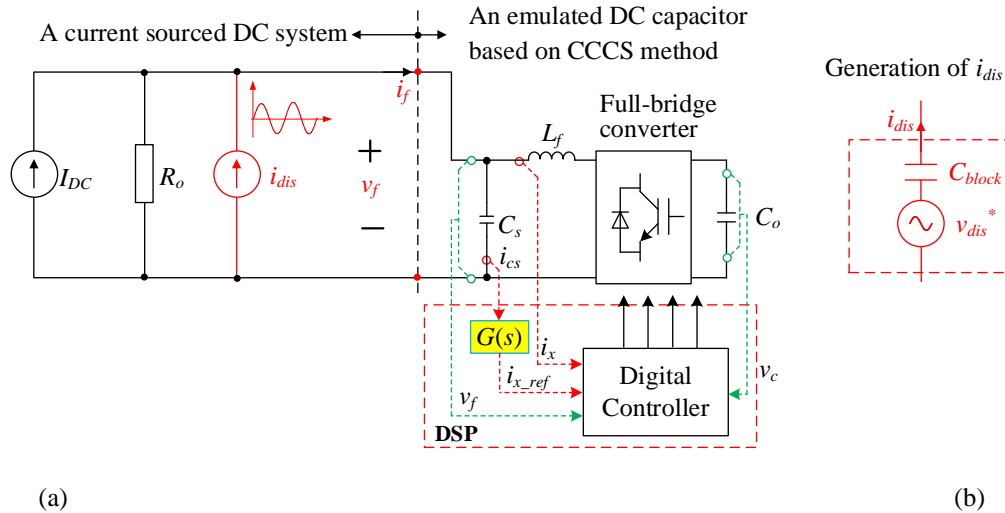 A current sourced DC system
An emulated DC capacitor
based on CCCS method
Generation of i_dis
i_f
L_f
Full-bridge
converter
i_dis
I_DC
R_o
i_dis
+
v_f
−
C_s
i_cs
C_o
C_block
v_dis*
G(s)
i_x
i_x_ref
v_f
Digital
Controller
v_c
DSP
(a)
(b)